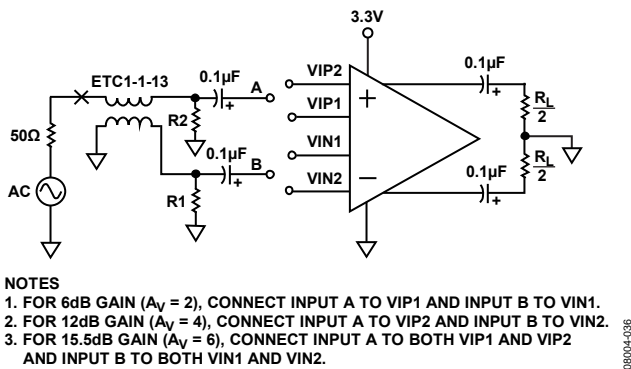 3.3V
VIP2
0.1µF
ETC1-1-13
0.1µF
A
VIP1
+
+
+
R2
R_L
2
50Ω
0.1µF
VIN1
B
0.1µF
R_L
2
AC
VIN2
–
R1
+
+
NOTES
1. FOR 6dB GAIN (A_V = 2), CONNECT INPUT A TO VIP1 AND INPUT B TO VIN1.
2. FOR 12dB GAIN (A_V = 4), CONNECT INPUT A TO VIP2 AND INPUT B TO VIN2.
3. FOR 15.5dB GAIN (A_V = 6), CONNECT INPUT A TO BOTH VIP1 AND VIP2
AND INPUT B TO BOTH VIN1 AND VIN2.
08004-036